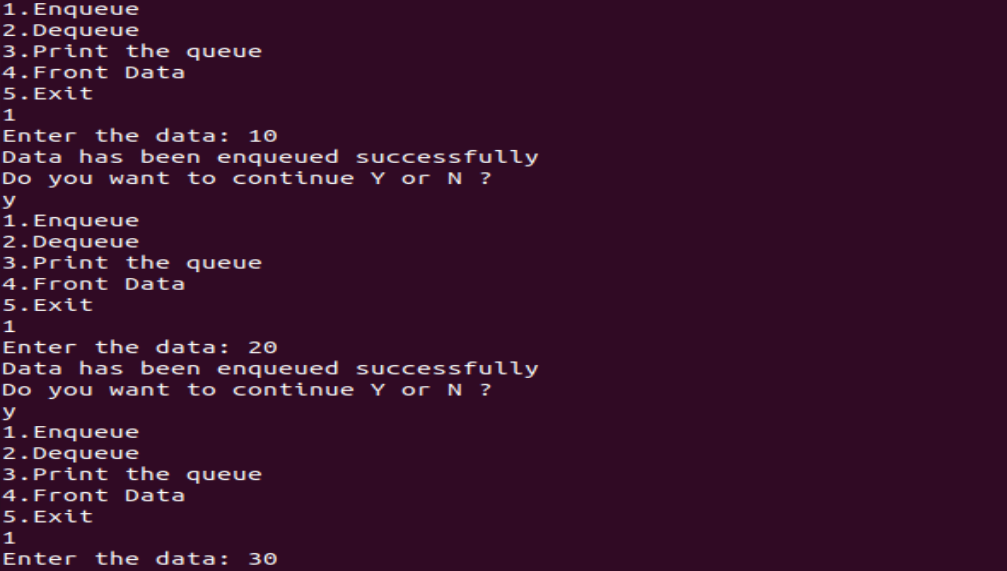 1.Enqueue
2.Dequeue
3.Print the queue
4.Front Data
5.Exit
1
Enter the data: 10
Data has been enqueued successfully
Do you want to continue Y or N ?
y
1.Enqueue
2.Dequeue
3.Print the queue
4.Front Data
5.Exit
1
Enter the data: 20
Data has been enqueued successfully
Do you want to continue Y or N ?
y
1.Enqueue
2.Dequeue
3.Print the queue
4.Front Data
5.Exit
1
Enter the data: 30